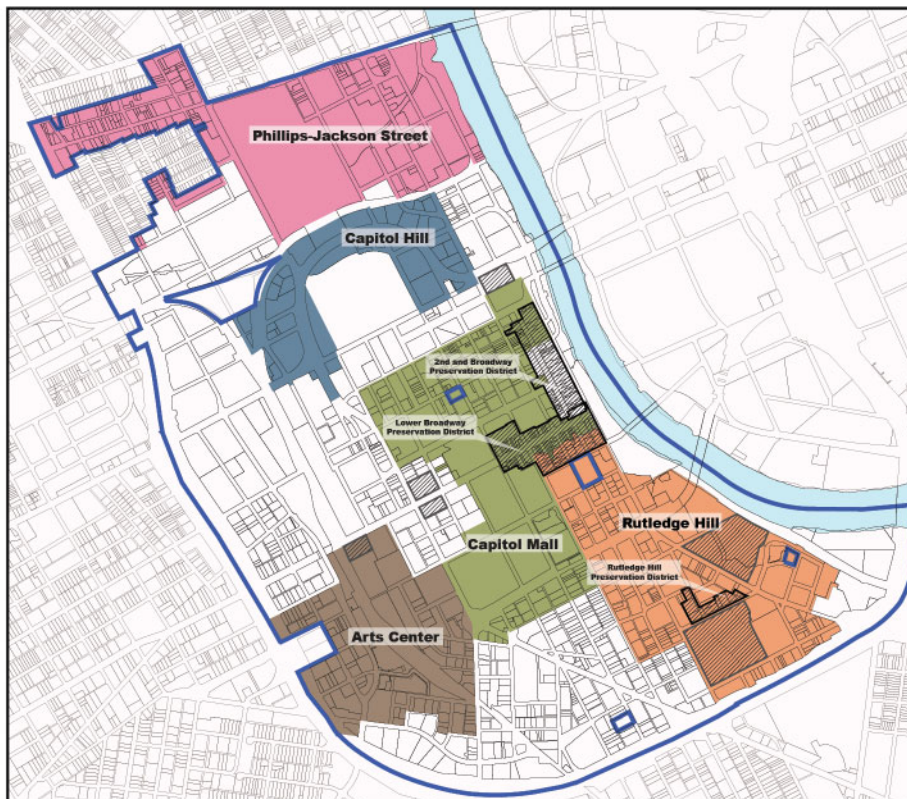 Phillips-Jackson Street
Capitol Hill
2nd and Broadway
Preservation District
Lower Broadway
Preservation District
Rutledge Hill
Capitol Mall
Rutledge Hill
Preservation District
Arts Center